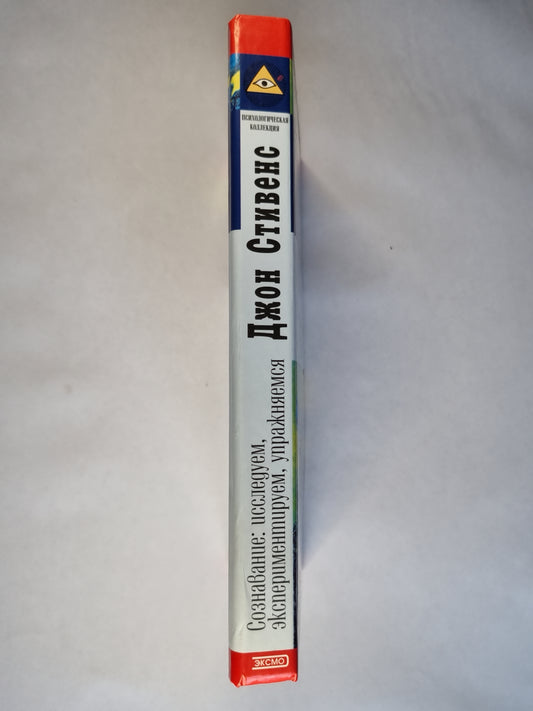 ПСИХОЛОГИЧЕСКАЯ
КОЛЛЕКЦИЯ
Джон Стивенс
Сознавание: исследуем,
экспериментируем, упражняемся
ЭКСМО